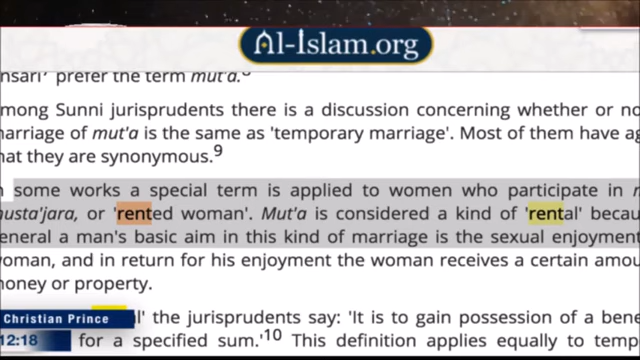 Al-Islam.org
prefer the term mut'a.
mong Sunni jurisprudents there is a discussion concerning whether or no
arriage of mut'a is the same as 'temporary marriage'. Most of them have ag
hat they are synonymous.9
some works a special term is applied to women who participate in
usta'jara, or 'rented woman'. Mut'a is considered a kind of 'rental' becau
eneral a man's basic aim in this kind of marriage is the sexual enjoyment
woman, and in return for his enjoyment the woman receives a certain amou
oney or property.
Christian Prince
al' the jurisprudents say: 'It is to gain possession of a bene
12:18
for a specified sum.'10 This definition applies equally to temp